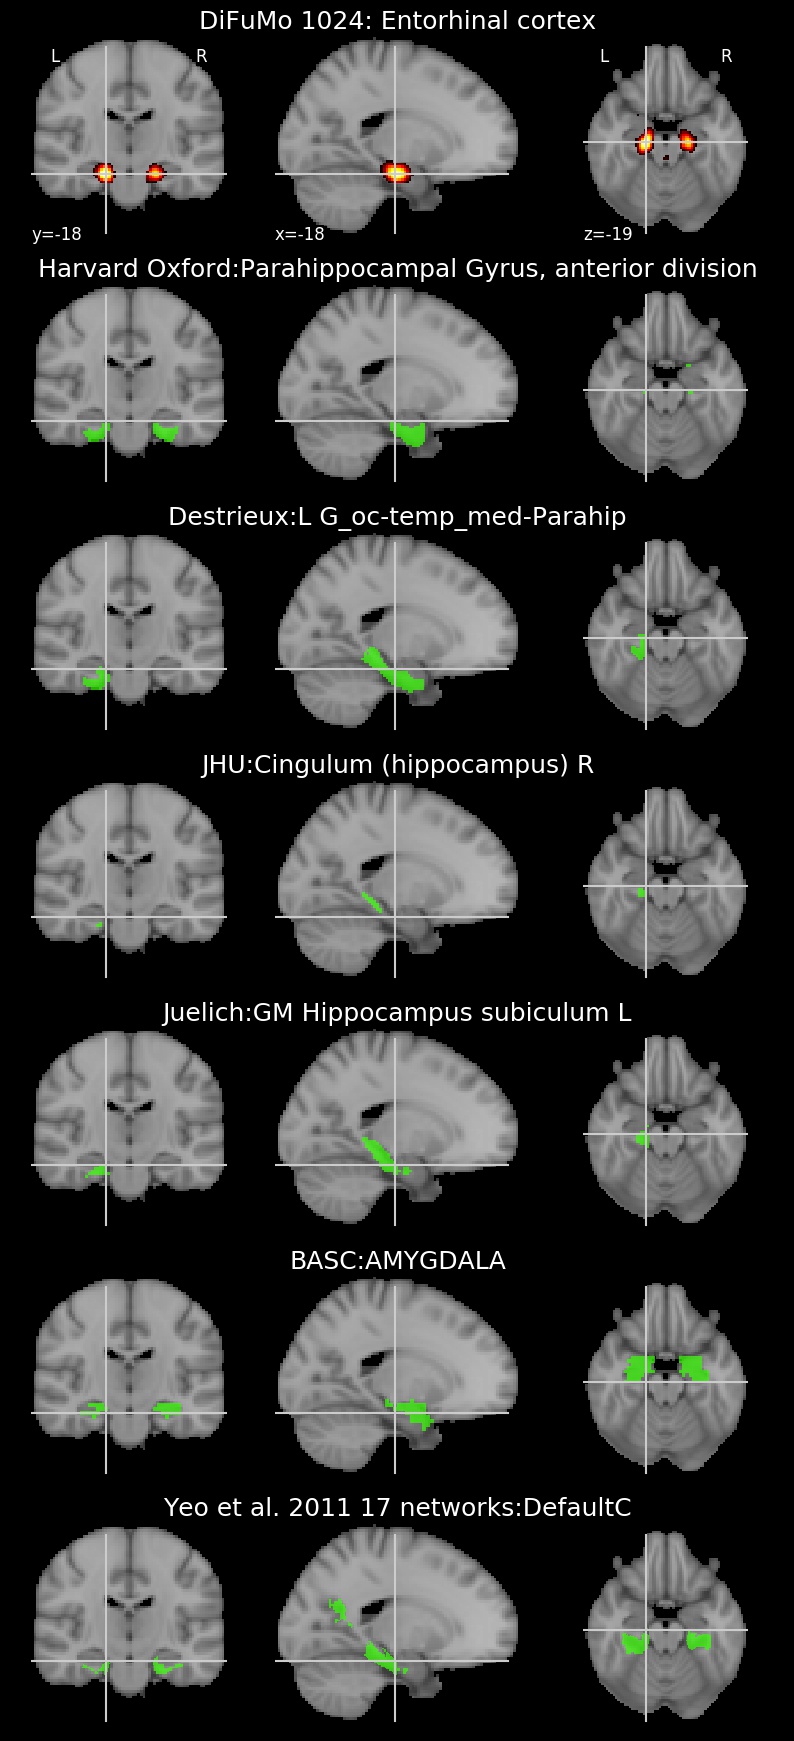 DiFuMo 1024: Entorhinal cortex
L R L R
y=-18 x=-18 z=-19
Harvard Oxford:Parahippocampal Gyrus, anterior division
Destrieux:L G_oc-temp_med-Parahip
JHU:Cingulum (hippocampus) R
Juelich:GM Hippocampus subiculum L
BASC:AMYGDALA
Yeo et al. 2011 17 networks:DefaultC